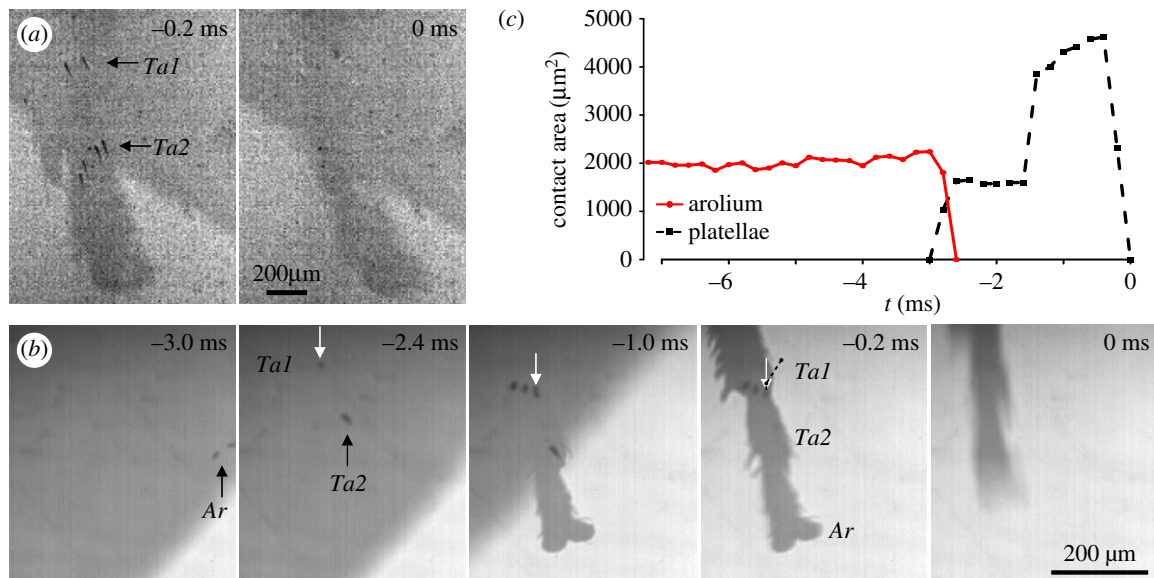 (a)
−0.2 ms
Ta1
Ta2
0 ms
200μm
(c)
contact area (μm²)
5000
4000
3000
2000
1000
0
arolium
platellae
−6
−4
−2
0
t (ms)
(b)
−3.0 ms
Ar
−2.4 ms
Ta1
Ta2
−1.0 ms
−0.2 ms
Ta1
Ta2
Ar
0 ms
200 μm